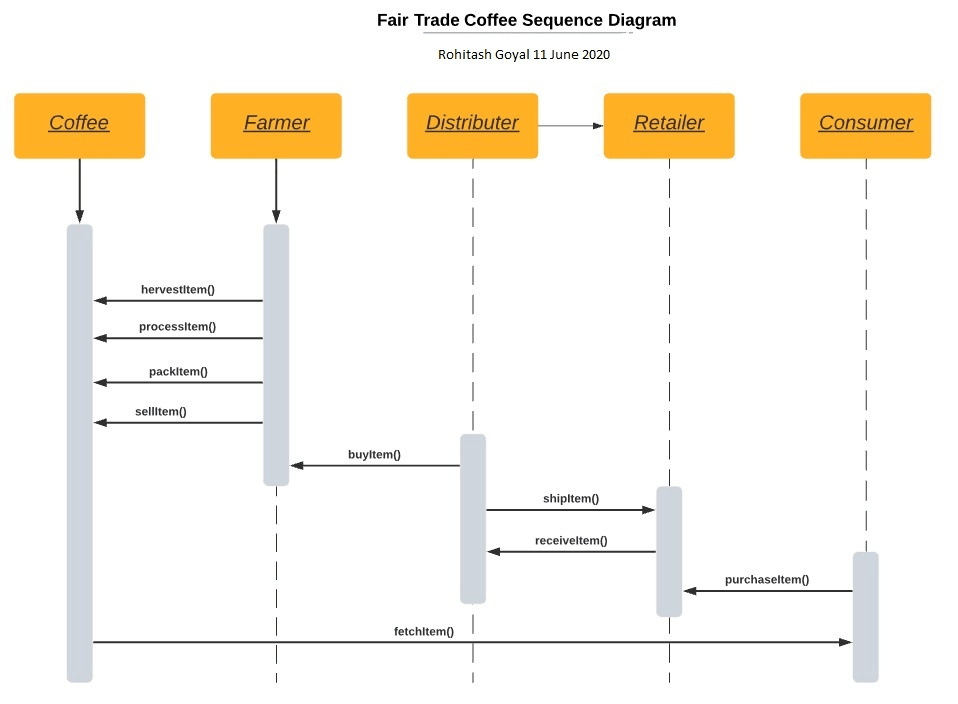 Fair Trade Coffee Sequence Diagram
Rohitash Goyal 11 June 2020
Coffee
Farmer
Distributer
Retailer
Consumer
hervestItem()
processItem()
packItem()
sellItem()
buyItem()
shipItem()
receiveItem()
purchaseItem()
fetchItem()